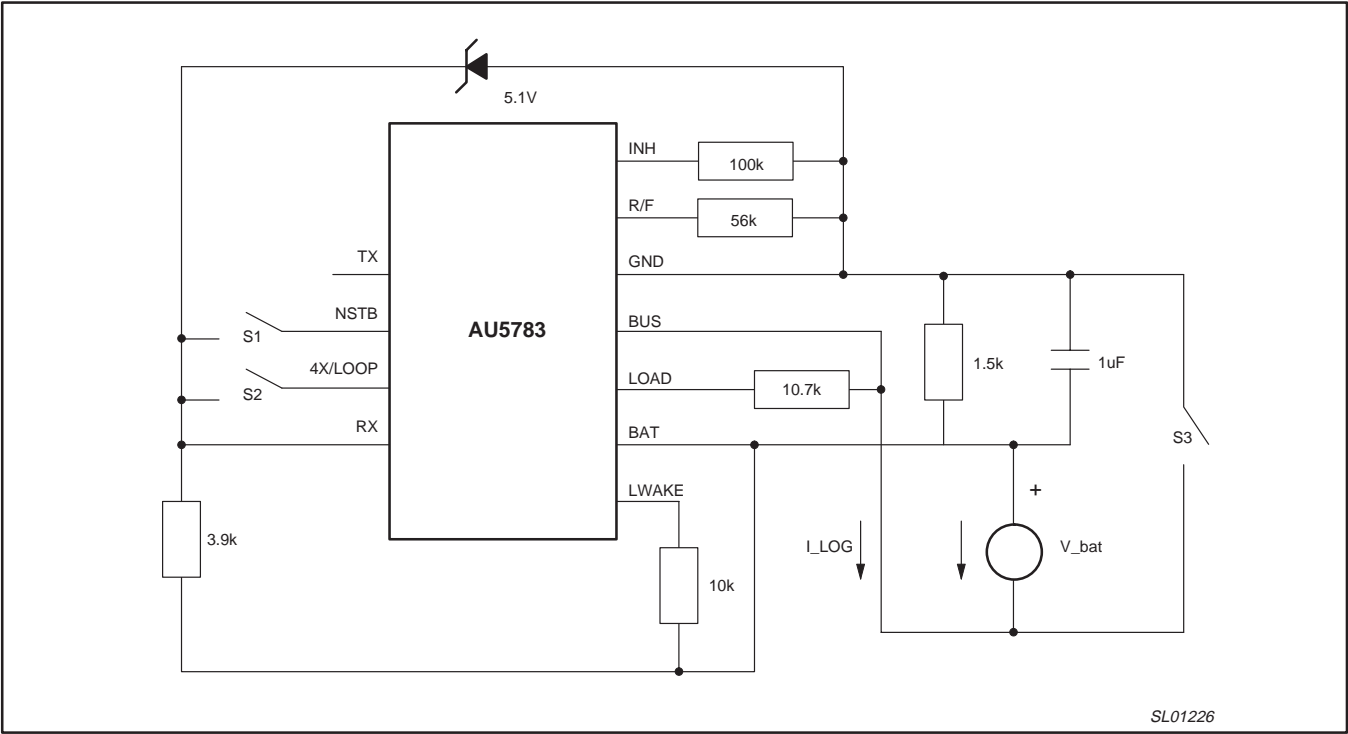 5.1V
INH
100k
R/F
56k
TX
GND
NSTB
S1
AU5783
BUS
4X/LOOP
S2
LOAD
10.7k
1.5k
1uF
RX
BAT
S3
LWAKE
+
3.9k
I_LOG
V_bat
10k
SL01226